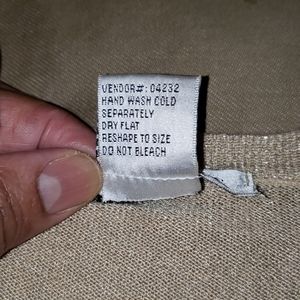 VENDOR#: 04232
HAND WASH COLD
SEPARATELY
DRY FLAT
RESHAPE TO SIZE
DO NOT BLEACH